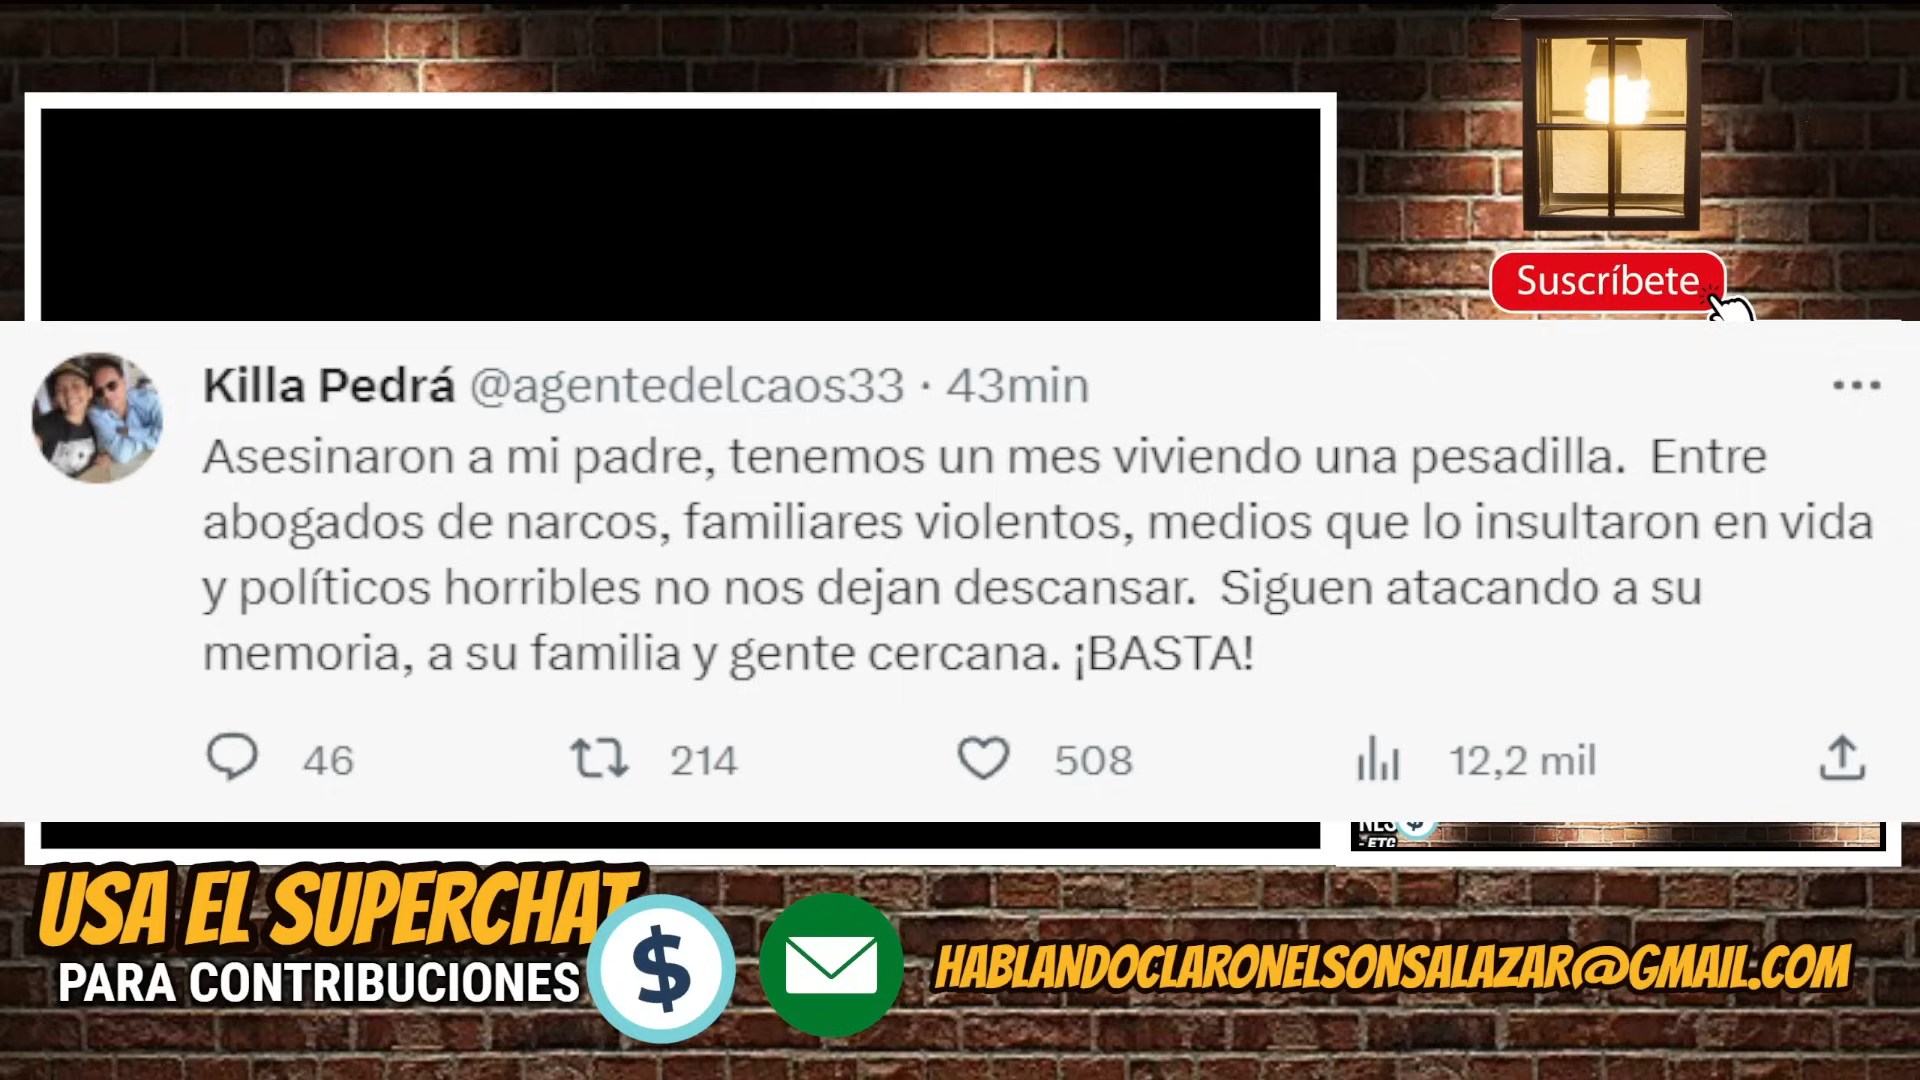 Suscríbete
Killa Pedrá @agentedelcaos33 · 43min
Asesinaron a mi padre, tenemos un mes viviendo una pesadilla. Entre
abogados de narcos, familiares violentos, medios que lo insultaron en vida
y políticos horribles no nos dejan descansar. Siguen atacando a su
memoria, a su familia y gente cercana. ¡BASTA!
46 214 508 12,2 mil
- ETC
USA EL SUPERCHAT
PARA CONTRIBUCIONES
$
HABLANDOCLARONELSONSALAZAR@GMAIL.COM